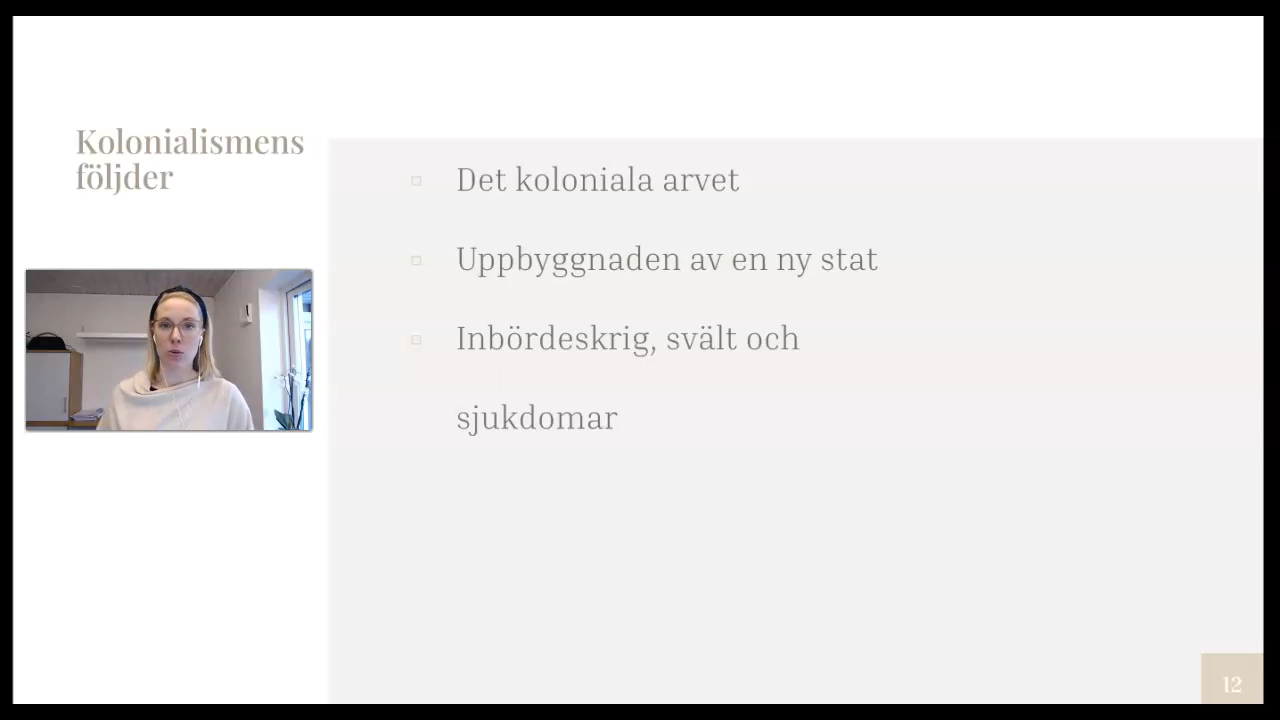 Kolonialismens
följder
Det koloniala arvet
Uppbyggnaden av en ny stat
Inbördeskrig, svält och
sjukdomar
12